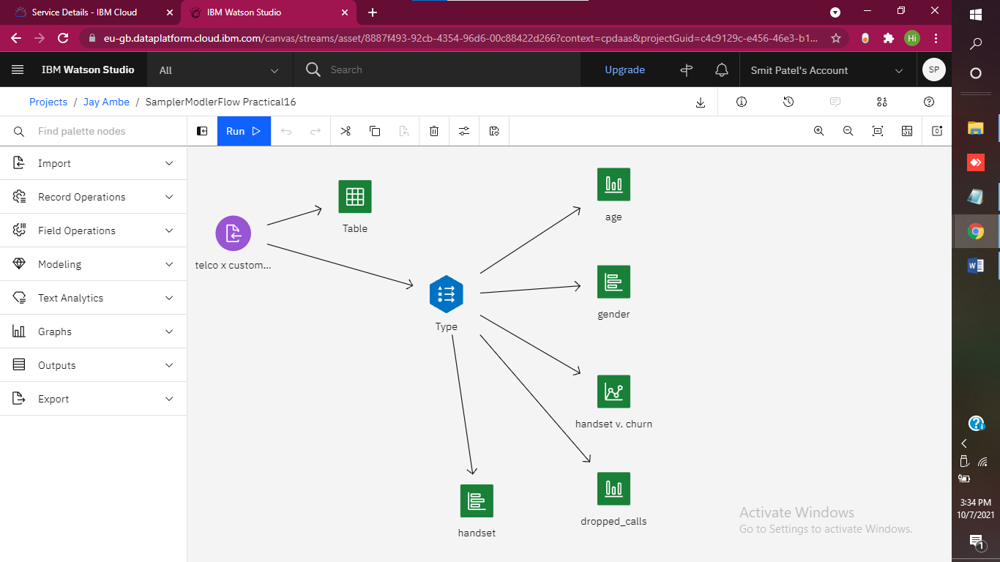 Service Details - IBM Cloud
IBM Watson Studio
eu-gb.dataplatform.cloud.ibm.com/canvas/streams/asset/8887f493-92cb-4354-96d6-00c88422d266?context=cpdaas&projectGuid=c4c9129c-e456-46e3-b1...
Hi
IBM Watson Studio
All
Search
Upgrade
Smit Patel's Account
SP
Projects / Jay Ambe / SamplerModlerFlow Practical16
Find palette nodes
Run
Import
Record Operations
Field Operations
Modeling
Text Analytics
Graphs
Outputs
Export
telco x custom...
Table
Type
age
gender
handset v. churn
dropped_calls
handset
Activate Windows
Go to Settings to activate Windows.
3:34 PM
10/7/2021
1